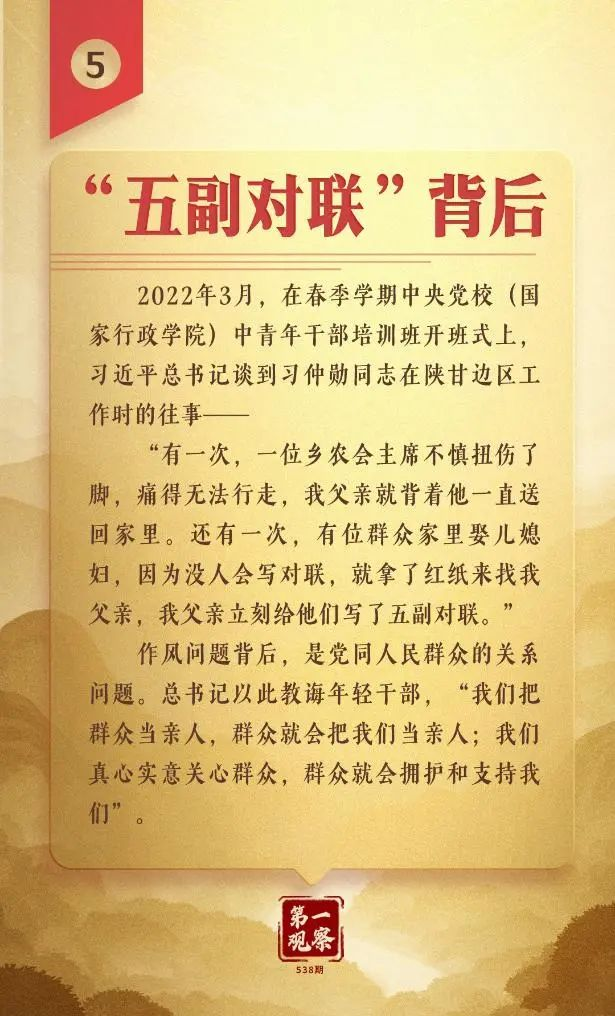 5
“五副对联”背后
2022年3月，在春季学期中央党校（国
家行政学院）中青年干部培训班开班式上，
习近平总书记谈到习仲勋同志在陕甘边区工
作时的往事——
“有一次，一位乡农会主席不慎扭伤了
脚，痛得无法行走，我父亲就背着他一直送
回家里。还有一次，有位群众家里娶儿媳
妇，因为没人会写对联，就拿了红纸来找我
父亲，我父亲立刻给他们写了五副对联。”
作风问题背后，是党同人民群众的关系
问题。总书记以此教诲年轻干部，“我们把
群众当亲人，群众就会把我们当亲人；我们
真心实意关心群众，群众就会拥护和支持我
们”。
第一
观察
538期